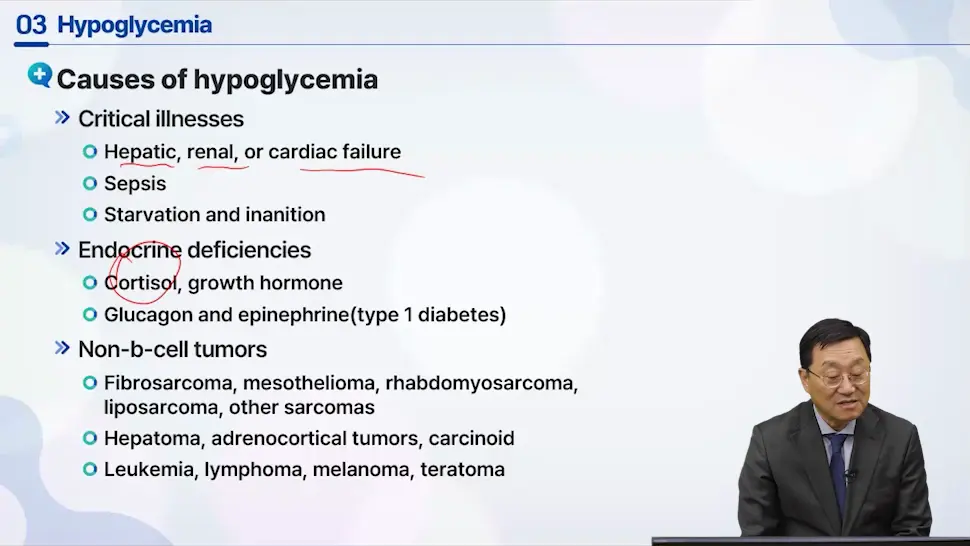 03 Hypoglycemia
Causes of hypoglycemia
Critical illnesses
Hepatic, renal, or cardiac failure
Sepsis
Starvation and inanition
Endocrine deficiencies
Cortisol, growth hormone
Glucagon and epinephrine(type 1 diabetes)
Non-b-cell tumors
Fibrosarcoma, mesothelioma, rhabdomyosarcoma,
liposarcoma, other sarcomas
Hepatoma, adrenocortical tumors, carcinoid
Leukemia, lymphoma, melanoma, teratoma